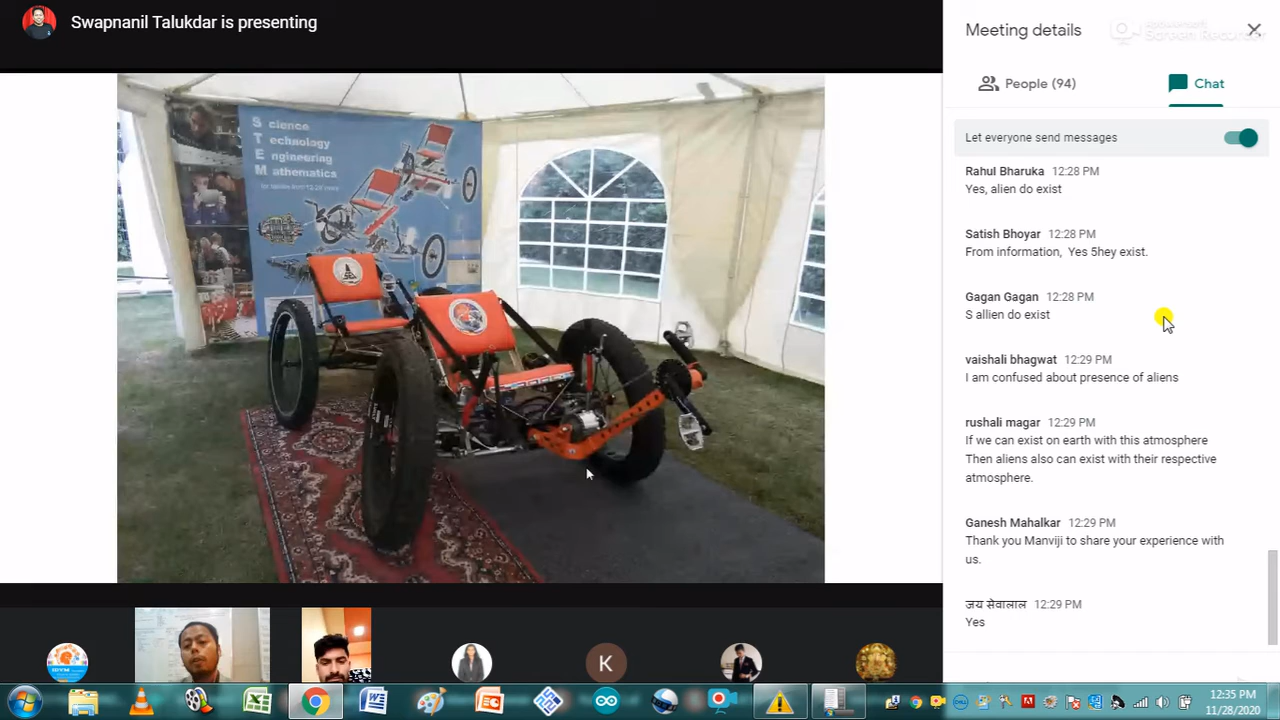 Swapnanil Talukdar is presenting
Science
Technology
Engineering
Mathematics
Meeting details
Screen Recorder
People (94)
Chat
Let everyone send messages
Rahul Bharuka 12:28 PM
Yes, alien do exist
Satish Bhoyar 12:28 PM
From information, Yes 5hey exist.
Gagan Gagan 12:28 PM
S allien do exist
vaishali bhagwat 12:29 PM
I am confused about presence of aliens
rushali magar 12:29 PM
If we can exist on earth with this atmosphere
Then aliens also can exist with their respective
atmosphere.
Ganesh Mahalkar 12:29 PM
Thank you Manviji to share your experience with
us.
जय सेवालाल 12:29 PM
Yes
K
12:35 PM
11/28/2020